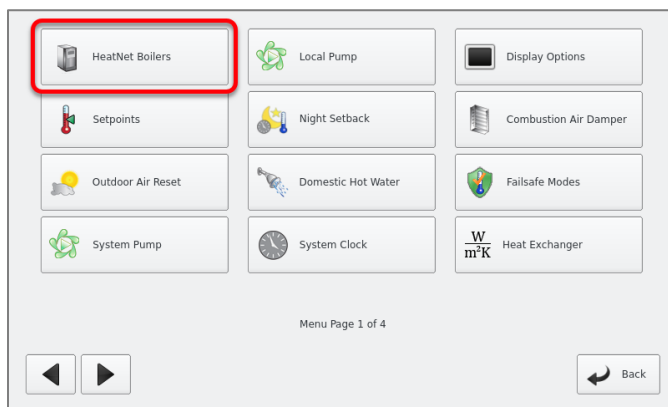 HeatNet Boilers
Local Pump
Display Options
Setpoints
Night Setback
Combustion Air Damper
Outdoor Air Reset
Domestic Hot Water
Failsafe Modes
System Pump
System Clock
W
m²K
Heat Exchanger
Menu Page 1 of 4
Back